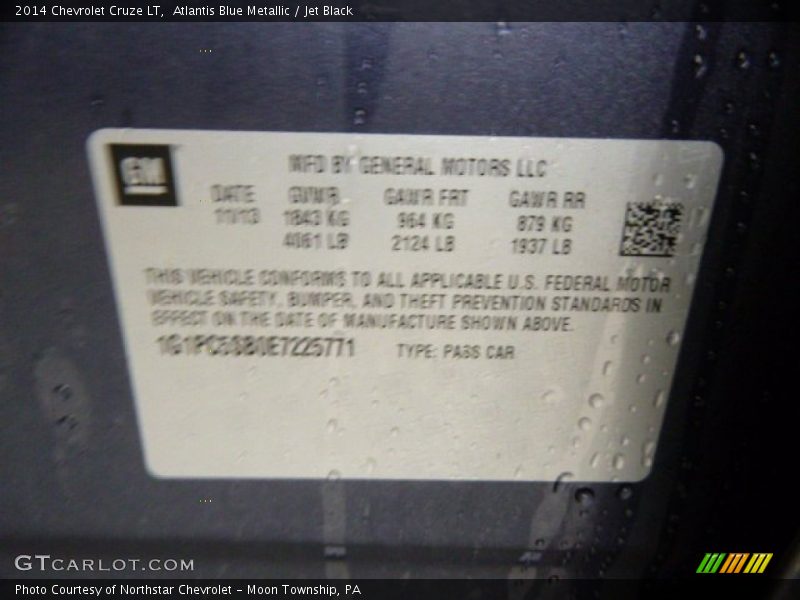 2014 Chevrolet Cruze LT,  Atlantis Blue Metallic / Jet Black
GM
MFD BY GENERAL MOTORS LLC
DATE GVWR GAWR FRT GAWR RR
11/13 1843 KG 964 KG 879 KG
4061 LB 2124 LB 1937 LB
THIS VEHICLE CONFORMS TO ALL APPLICABLE U.S. FEDERAL MOTOR
VEHICLE SAFETY, BUMPER, AND THEFT PREVENTION STANDARDS IN
EFFECT ON THE DATE OF MANUFACTURE SHOWN ABOVE.
TYPE: PASS CAR
GTCARLOT.COM
Photo Courtesy of Northstar Chevrolet – Moon Township, PA